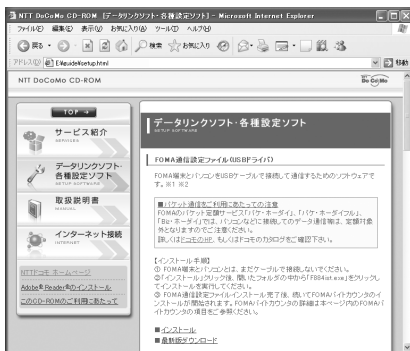 NTT DoCoMo CD-ROM [データリンクソフト・各種設定ソフト] - Microsoft Internet Explorer
ファイル(F) 編集(E) 表示(V) お気に入り(A) ツール(T) ヘルプ(H)
戻る 検索 お気に入り
アドレス(D) E:¥euide¥setup.html 移動
NTT DoCoMo CD-ROM
DoCoMo
TOP
サービス紹介
SERVICES
データリンクソフト・
各種設定ソフト
SETUP SOFTWARE
取扱説明書
MANUAL
インターネット接続
INTERNET
NTTドコモ ホームページ
Adobe® Reader®のインストール
このCD-ROMのご利用にあたって
データリンクソフト・各種設定ソフト
SETUP SOFTWARE
FOMA通信設定ファイル(USBドライバ)
FOMA端末とパソコンをUSBケーブルで接続して通信するためのソフトウェアで
す。※1 ※2
■パケット通信をご利用にあたっての注意
FOMAのパケット定額サービス「パケ・ホーダイ」、「パケ・ホーダイフル」、
「Biz・ホーダイ」では、パソコンなどに接続してのデータ通信等は、定額対象
外となりますのでご注意ください。
詳しくはドコモのHP、もしくはドコモのカタログをご確認下さい。
【インストール手順】
① FOMA端末とパソコンとは、まだケーブルで接続しないでください。
②「インストール」クリック後、開いたフォルダの中から「FOMAinst.exe」をクリックし
てインストールを実行してください。
③ FOMA通信設定ファイルインストール完了後、続いてFOMAバイトカウンタのイ
ンストールが開始されます。FOMAバイトカウンタの詳細は本ページ内のFOMAバ
イトカウンタの項目をご参照ください。
■インストール
■最新版ダウンロード